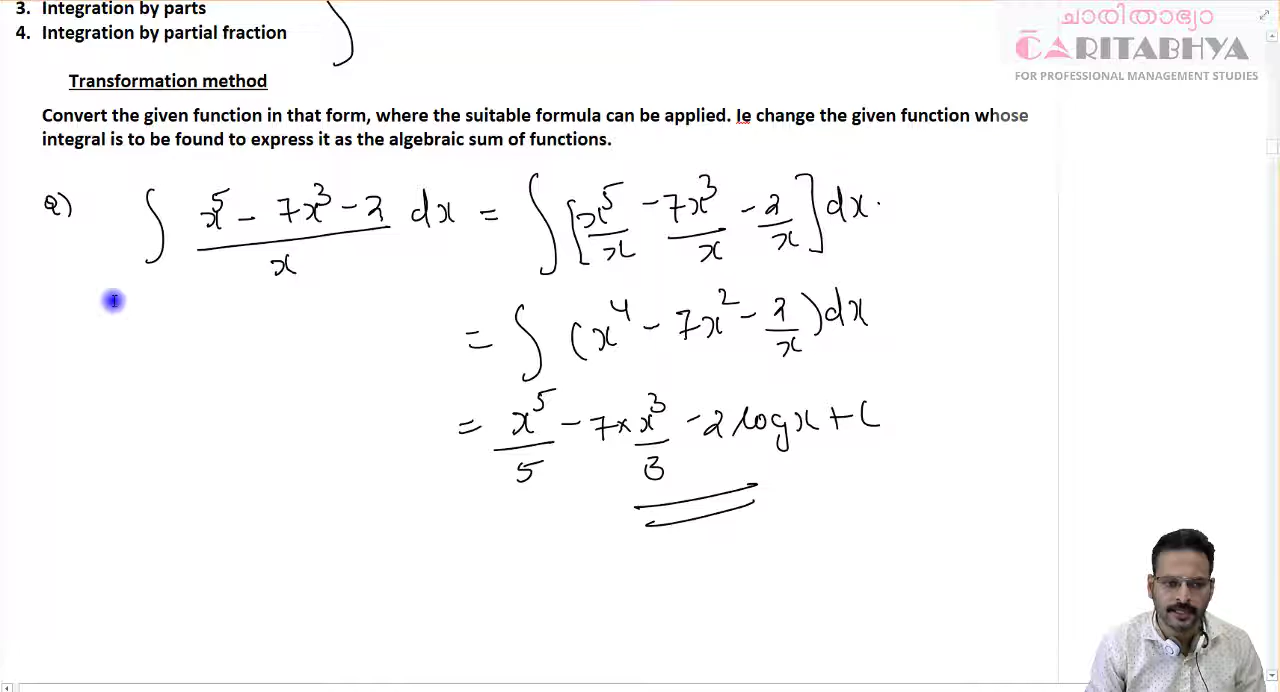 3. Integration by parts
4. Integration by partial fraction
ചാരിതാഭ്യാ
CARITABHYA
FOR PROFESSIONAL MANAGEMENT STUDIES
Transformation method
Convert the given function in that form, where the suitable formula can be applied. Ie change the given function whose
integral is to be found to express it as the algebraic sum of functions.
Q) ∫ (x⁵ - 7x³ - 2)/x dx = ∫ [x⁵/x - 7x³/x - 2/x] dx.
= ∫ (x⁴ - 7x² - 2/x) dx
= x⁵/5 - 7 × x³/3 - 2 log x + C